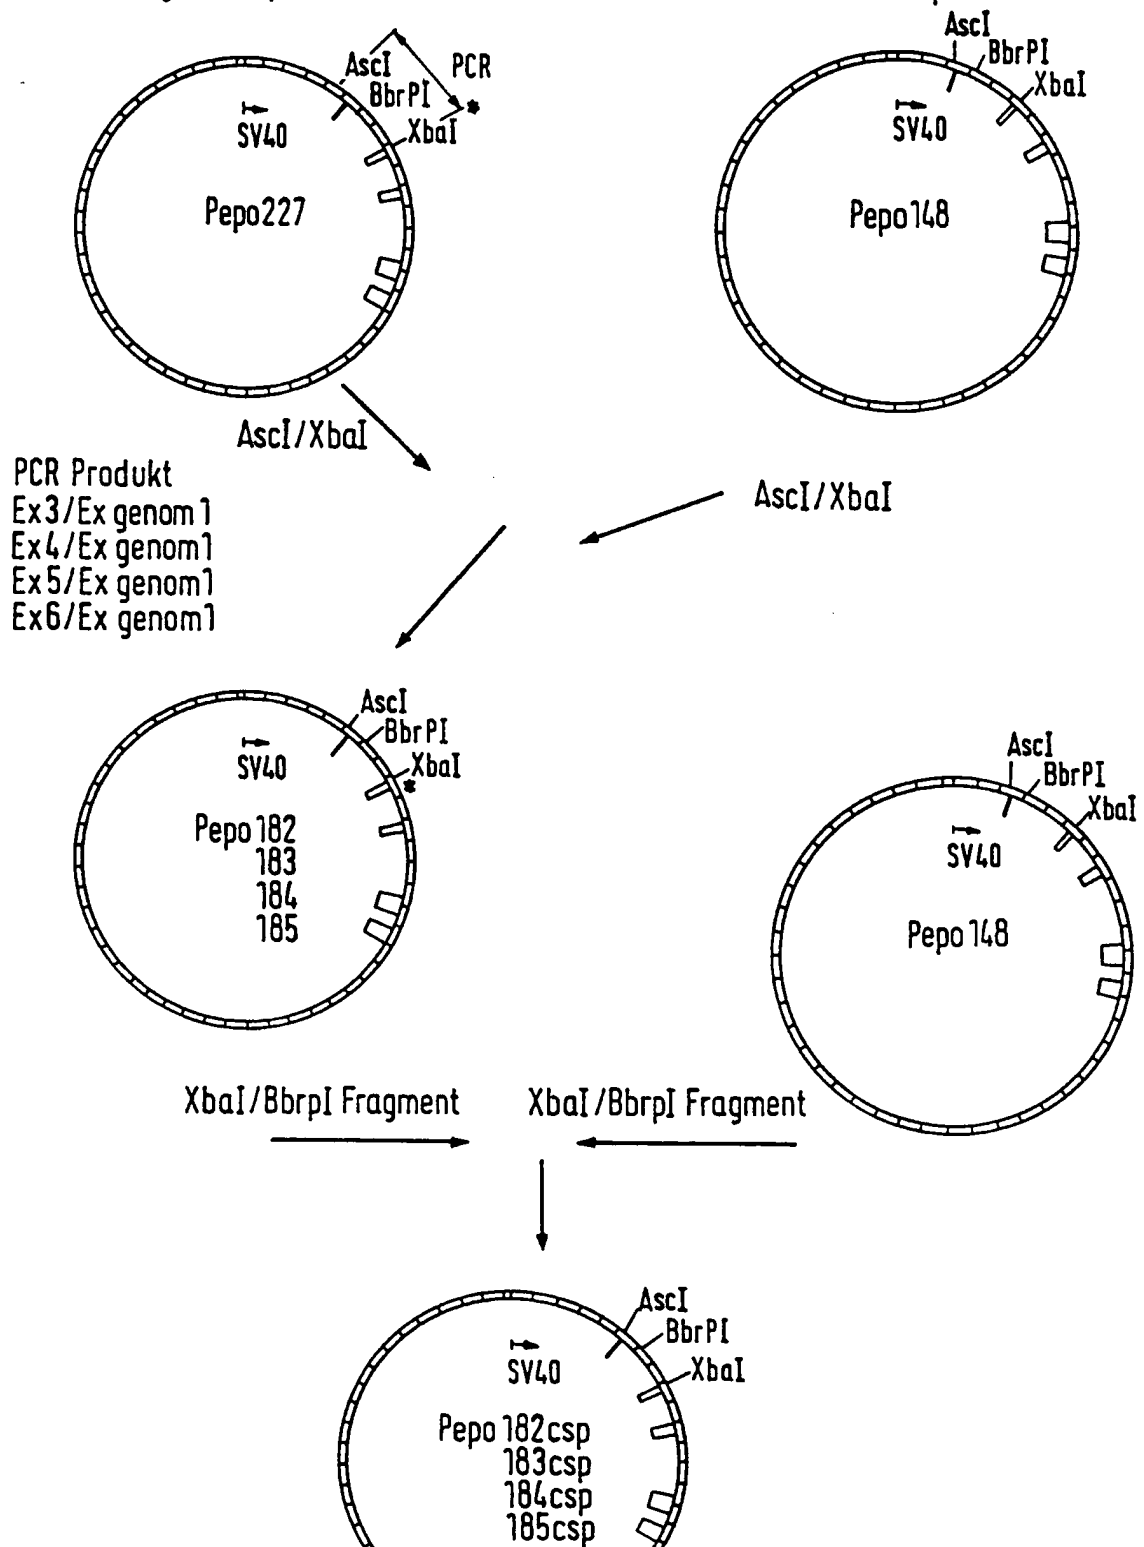 AscI
BbrPI
XbaI
PCR
*
SV40
Pepo227
AscI
BbrPI
XbaI
SV40
Pepo148
AscI/XbaI
AscI/XbaI
PCR Produkt
Ex3/Ex genom1
Ex4/Ex genom1
Ex5/Ex genom1
Ex6/Ex genom1
AscI
BbrPI
XbaI
*
SV40
Pepo182
183
184
185
AscI
BbrPI
XbaI
SV40
Pepo148
XbaI/BbrpI Fragment
XbaI/BbrpI Fragment
AscI
BbrPI
XbaI
SV40
Pepo182csp
183csp
184csp
185csp